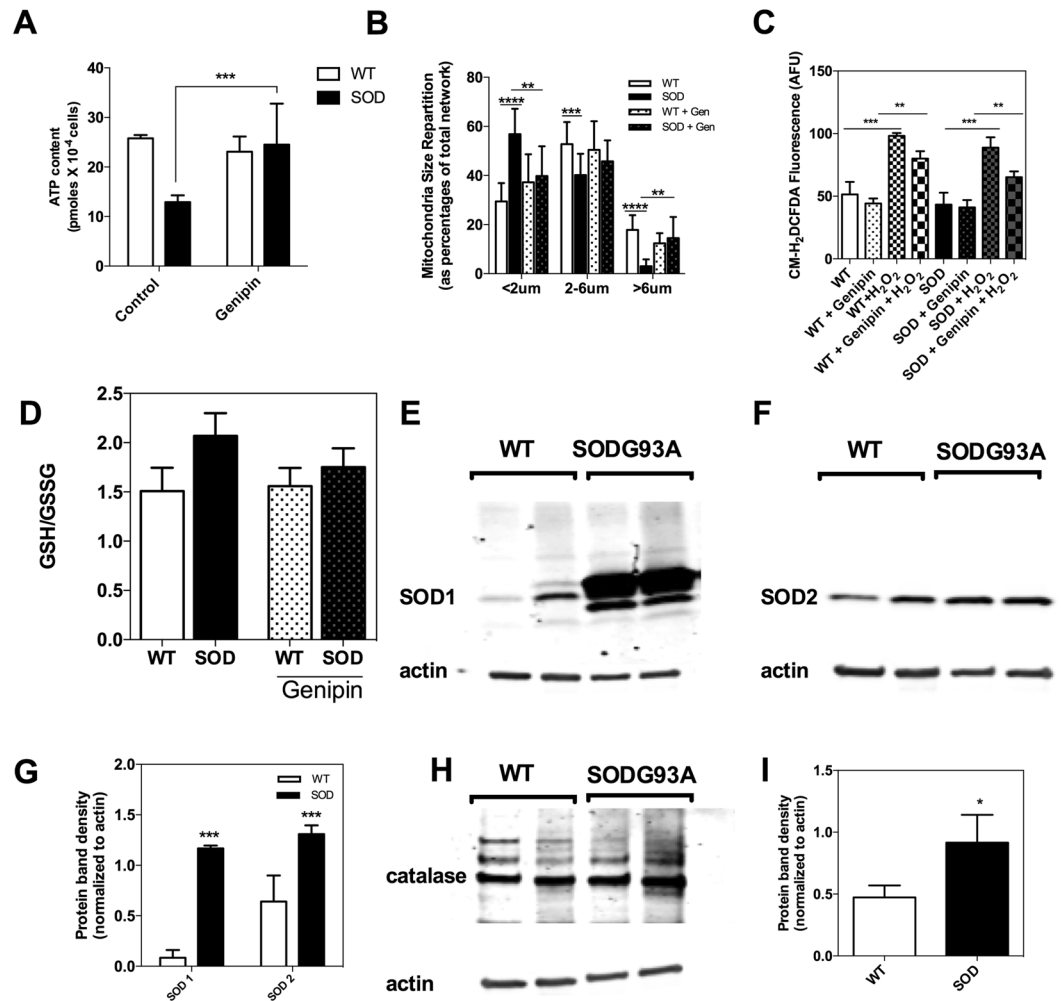 A
ATP content
(pmoles X 10⁻⁴ cells)
40
30
20
10
0
***
WT
SOD
Control
Genipin
B
Mitochondria Size Repartition
(as percentages of total network)
80
60
40
20
0
**
****
***
**
****
WT
SOD
WT + Gen
SOD + Gen
<2um
2-6um
>6um
C
CM-H₂DCFDA Fluorescence (AFU)
150
100
50
0
**
***
**
***
WT
WT + Genipin
WT+H₂O₂
WT + Genipin + H₂O₂
SOD
SOD + Genipin
SOD + H₂O₂
SOD + Genipin + H₂O₂
D
GSH/GSSG
2.5
2.0
1.5
1.0
0.5
0.0
WT
SOD
WT
SOD
Genipin
E
WT
SODG93A
SOD1
actin
F
WT
SODG93A
SOD2
actin
G
Protein band density
(normalized to actin)
2.0
1.5
1.0
0.5
0.0
WT
SOD
***
***
SOD 1
SOD 2
H
WT
SODG93A
catalase
actin
I
Protein band density
(normalized to actin)
1.5
1.0
0.5
0.0
*
WT
SOD